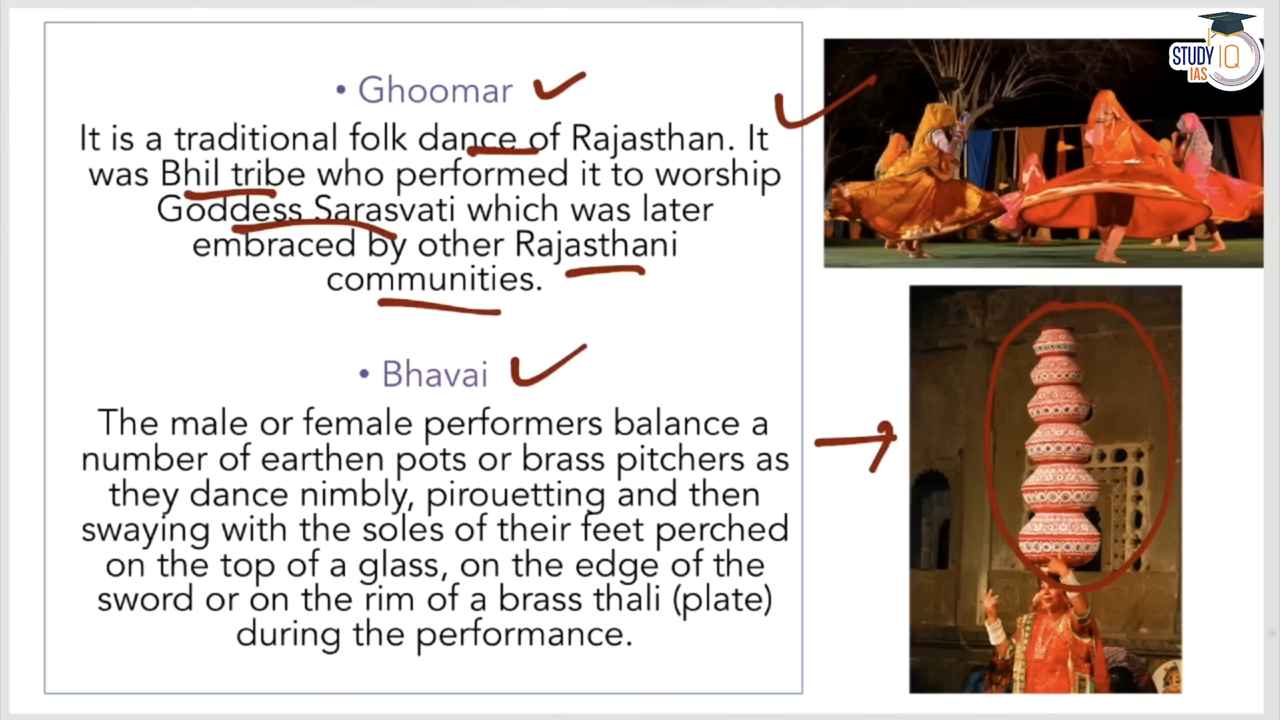 • Ghoomar
It is a traditional folk dance of Rajasthan. It
was Bhil tribe who performed it to worship
Goddess Sarasvati which was later
embraced by other Rajasthani
communities.
• Bhavai
The male or female performers balance a
number of earthen pots or brass pitchers as
they dance nimbly, pirouetting and then
swaying with the soles of their feet perched
on the top of a glass, on the edge of the
sword or on the rim of a brass thali (plate)
during the performance.
STUDY IQ
IAS